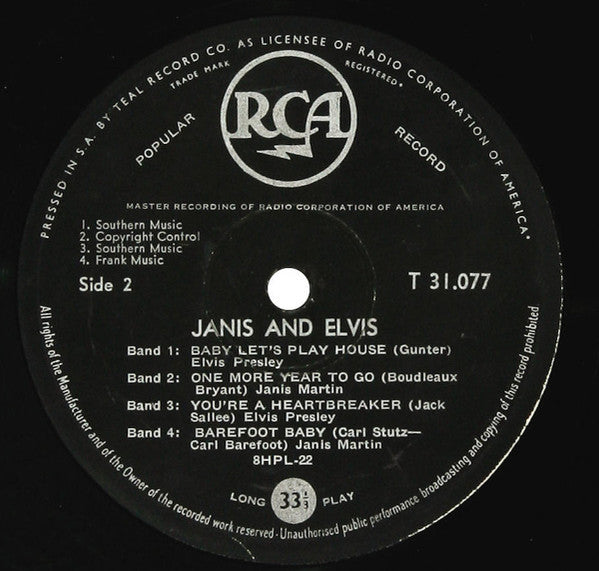 PRESSED IN S.A. BY TEAL RECORD CO. AS LICENSEE OF RADIO CORPORATION OF AMERICA.
TRADE MARK
REGISTERED.
RCA
POPULAR
RECORD
MASTER RECORDING OF RADIO CORPORATION OF AMERICA
1. Southern Music
2. Copyright Control
3. Southern Music
4. Frank Music
Side 2
T 31.077
JANIS AND ELVIS
Band 1: BABY LET'S PLAY HOUSE (Gunter)
Elvis Presley
Band 2: ONE MORE YEAR TO GO (Boudleaux
Bryant) Janis Martin
Band 3: YOU'RE A HEARTBREAKER (Jack
Sallee) Elvis Presley
Band 4: BAREFOOT BABY (Carl Stutz—
Carl Barefoot) Janis Martin
8HPL-22
LONG 33⅓ PLAY
All rights of the Manufacturer and of the Owner of the recorded work reserved · Unauthorised public performance broadcasting and copying of this record prohibited